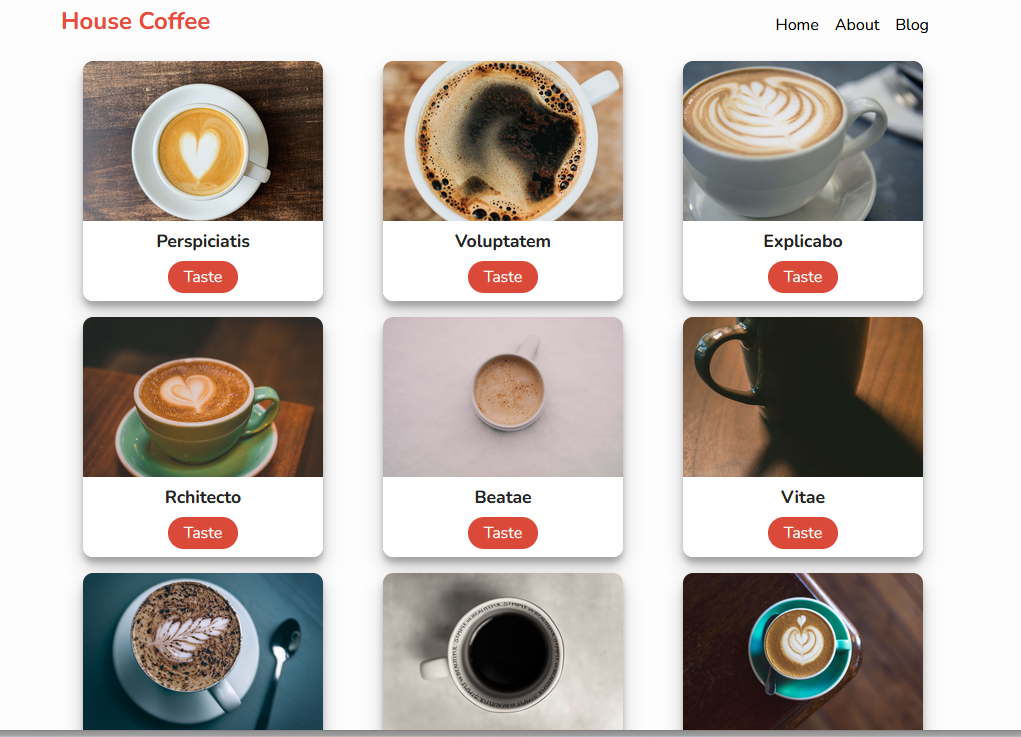 House Coffee
Home About Blog
Perspiciatis Voluptatem Explicabo
Taste Taste Taste
Rchitecto Beatae Vitae
Taste Taste Taste